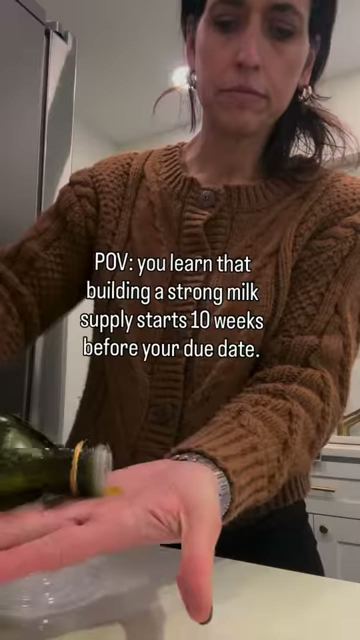 POV: you learn that
building a strong milk
supply starts 10 weeks
before your due date.